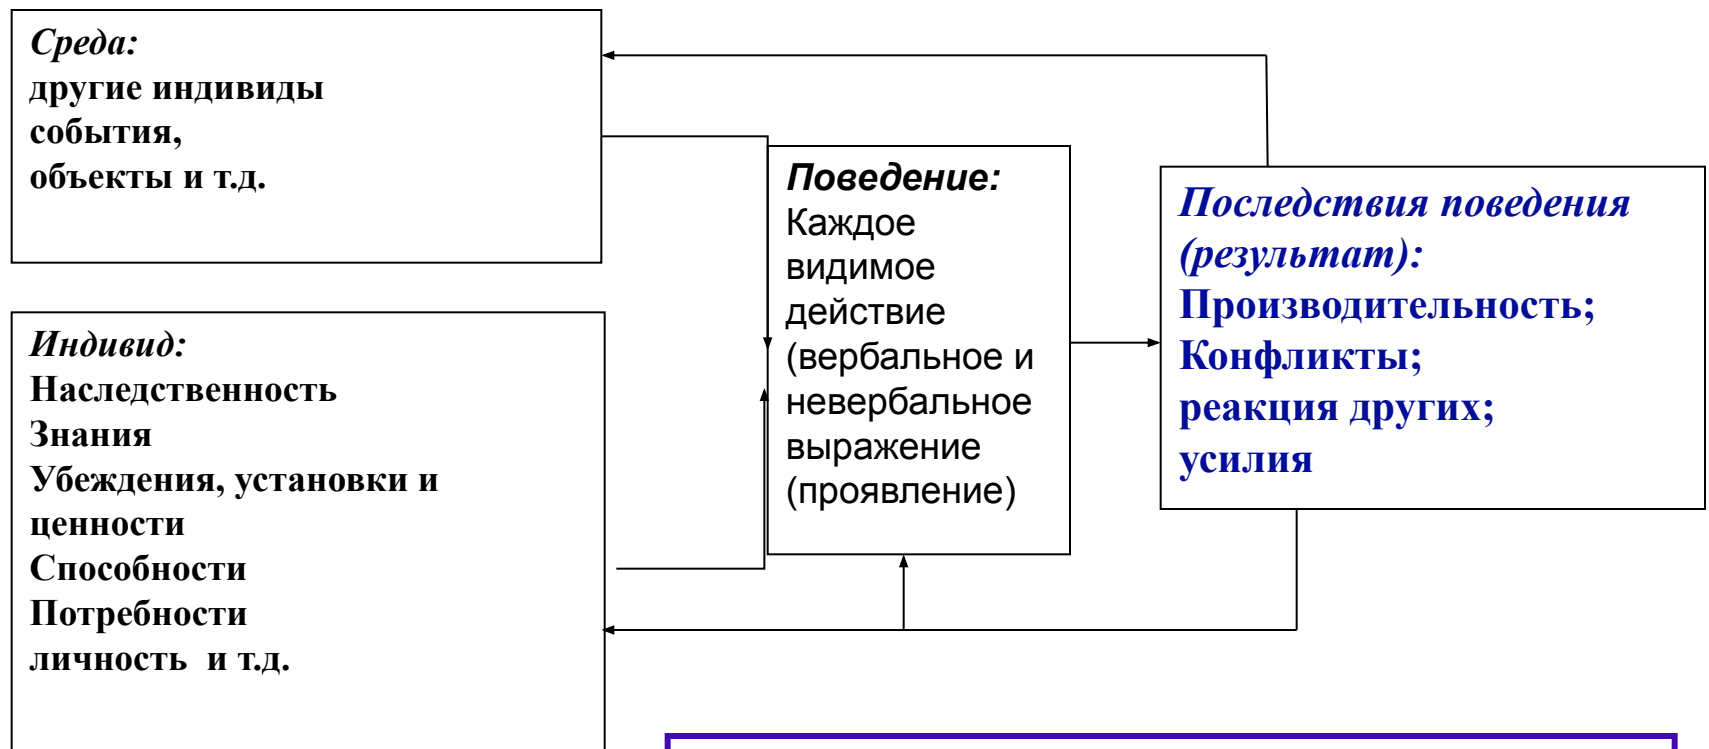 Среда:
другие индивиды
события,
объекты и т.д.
Индивид:
Наследственность
Знания
Убеждения, установки и
ценности
Способности
Потребности
личность и т.д.
Поведение:
Каждое
видимое
действие
(вербальное и
невербальное
выражение
(проявление)
Последствия поведения
(результат):
Производительность;
Конфликты;
реакция других;
усилия